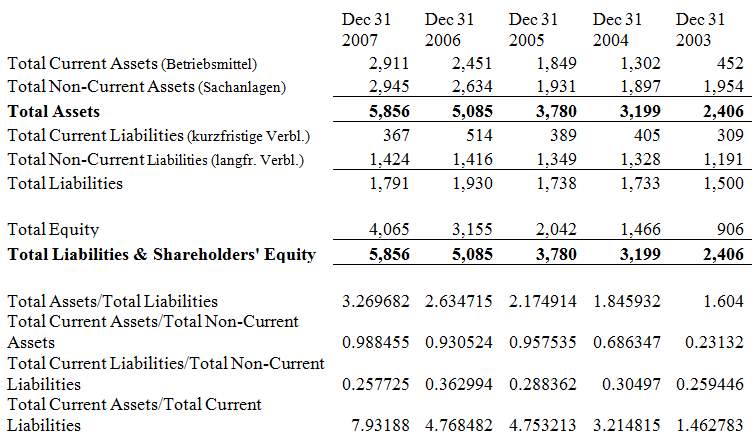 Dec 31 Dec 31 Dec 31 Dec 31 Dec 31
2007 2006 2005 2004 2003
Total Current Assets (Betriebsmittel) 2,911 2,451 1,849 1,302 452
Total Non-Current Assets (Sachanlagen) 2,945 2,634 1,931 1,897 1,954
Total Assets 5,856 5,085 3,780 3,199 2,406
Total Current Liabilities (kurzfristige Verbl.) 367 514 389 405 309
Total Non-Current Liabilities (langfr. Verbl.) 1,424 1,416 1,349 1,328 1,191
Total Liabilities 1,791 1,930 1,738 1,733 1,500
Total Equity 4,065 3,155 2,042 1,466 906
Total Liabilities & Shareholders' Equity 5,856 5,085 3,780 3,199 2,406
Total Assets/Total Liabilities 3.269682 2.634715 2.174914 1.845932 1.604
Total Current Assets/Total Non-Current
Assets 0.988455 0.930524 0.957535 0.686347 0.23132
Total Current Liabilities/Total Non-Current
Liabilities 0.257725 0.362994 0.288362 0.30497 0.259446
Total Current Assets/Total Current
Liabilities 7.93188 4.768482 4.753213 3.214815 1.462783